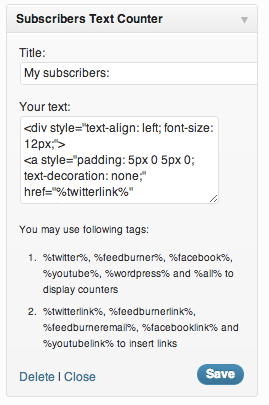 Subscribers Text Counter
Title:
My subscribers:
Your text:
<div style="text-align: left; font-size:
12px;">
<a style="padding: 5px 0 5px 0;
text-decoration: none;"
href="%twitterlink%"
You may use following tags:
1. %twitter%, %feedburner%, %facebook%,
%youtube%, %wordpress% and %all% to
display counters
2. %twitterlink%, %feedburnerlink%,
%feedburneremail%, %facebooklink% and
%youtubelink% to insert links
Delete | Close
Save